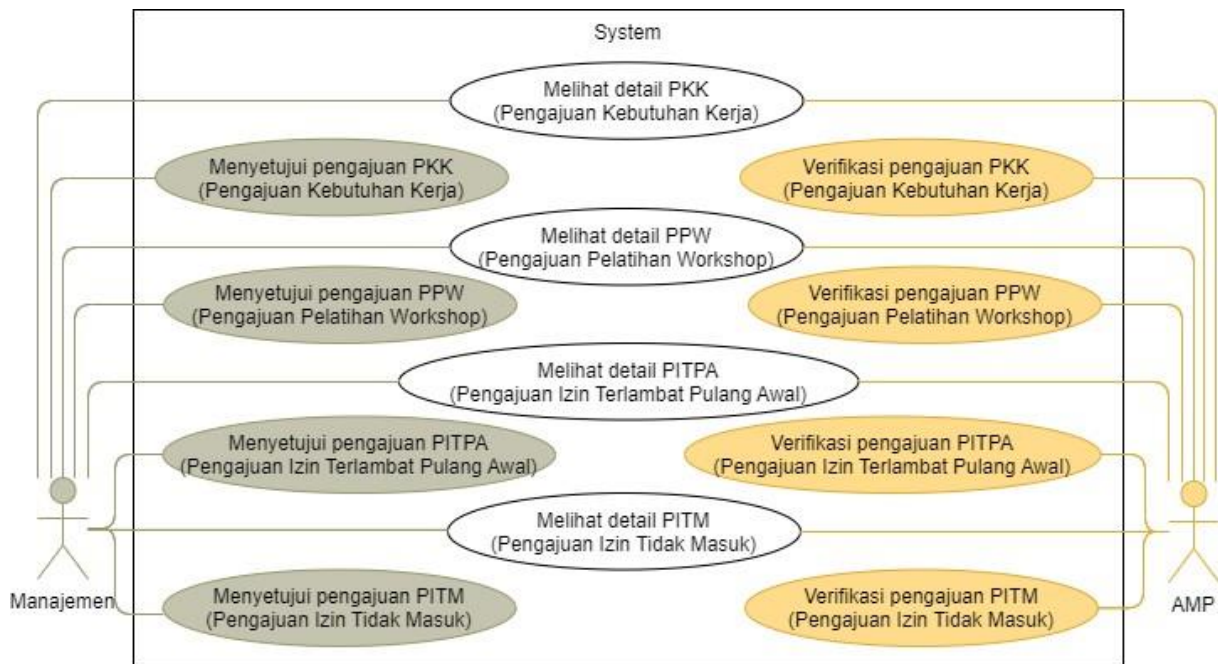 System
Melihat detail PKK
(Pengajuan Kebutuhan Kerja)
Menyetujui pengajuan PKK
(Pengajuan Kebutuhan Kerja)
Verifikasi pengajuan PKK
(Pengajuan Kebutuhan Kerja)
Melihat detail PPW
(Pengajuan Pelatihan Workshop)
Menyetujui pengajuan PPW
(Pengajuan Pelatihan Workshop)
Verifikasi pengajuan PPW
(Pengajuan Pelatihan Workshop)
Melihat detail PITPA
(Pengajuan Izin Terlambat Pulang Awal)
Menyetujui pengajuan PITPA
(Pengajuan Izin Terlambat Pulang Awal)
Verifikasi pengajuan PITPA
(Pengajuan Izin Terlambat Pulang Awal)
Melihat detail PITM
(Pengajuan Izin Tidak Masuk)
Manajemen
Menyetujui pengajuan PITM
(Pengajuan Izin Tidak Masuk)
Verifikasi pengajuan PITM
(Pengajuan Izin Tidak Masuk)
AMP